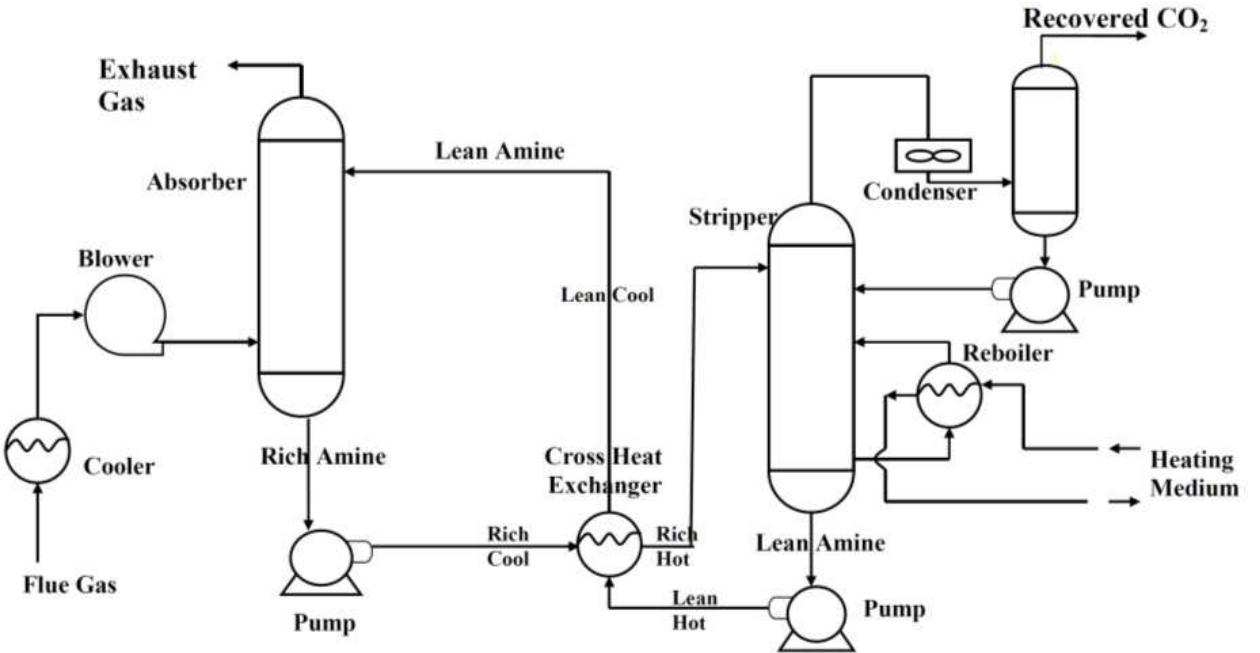 Recovered CO₂
Exhaust
Gas
Lean Amine
Absorber
Condenser
Stripper
Blower
Lean Cool
Pump
Reboiler
Rich Amine
Cooler
Cross Heat
Exchanger
Heating
Medium
Rich
Cool
Rich
Hot
Lean Amine
Flue Gas
Lean
Hot
Pump
Pump